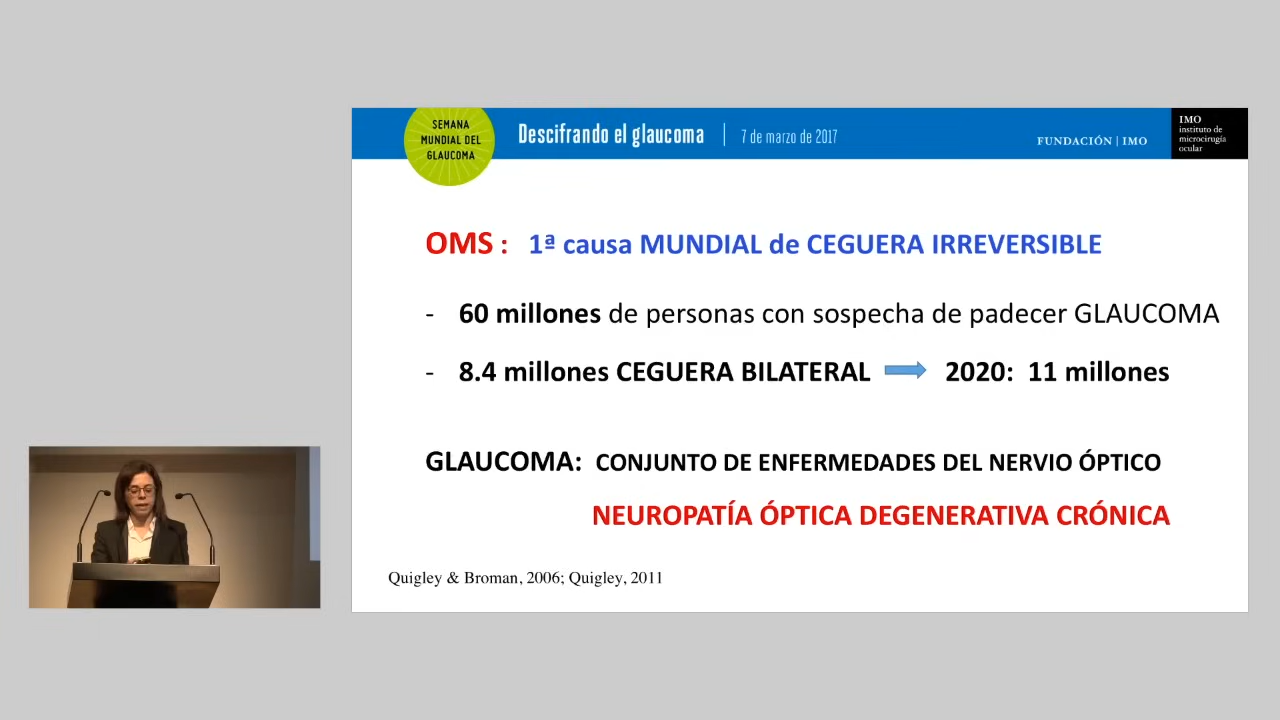 SEMANA
MUNDIAL DEL
GLAUCOMA
Descifrando el glaucoma | 7 de marzo de 2017
FUNDACIÓN | IMO
IMO
instituto de
microcirugía
ocular
OMS : 1ª causa MUNDIAL de CEGUERA IRREVERSIBLE
- 60 millones de personas con sospecha de padecer GLAUCOMA
- 8.4 millones CEGUERA BILATERAL 2020: 11 millones
GLAUCOMA: CONJUNTO DE ENFERMEDADES DEL NERVIO ÓPTICO
NEUROPATÍA ÓPTICA DEGENERATIVA CRÓNICA
Quigley & Broman, 2006; Quigley, 2011